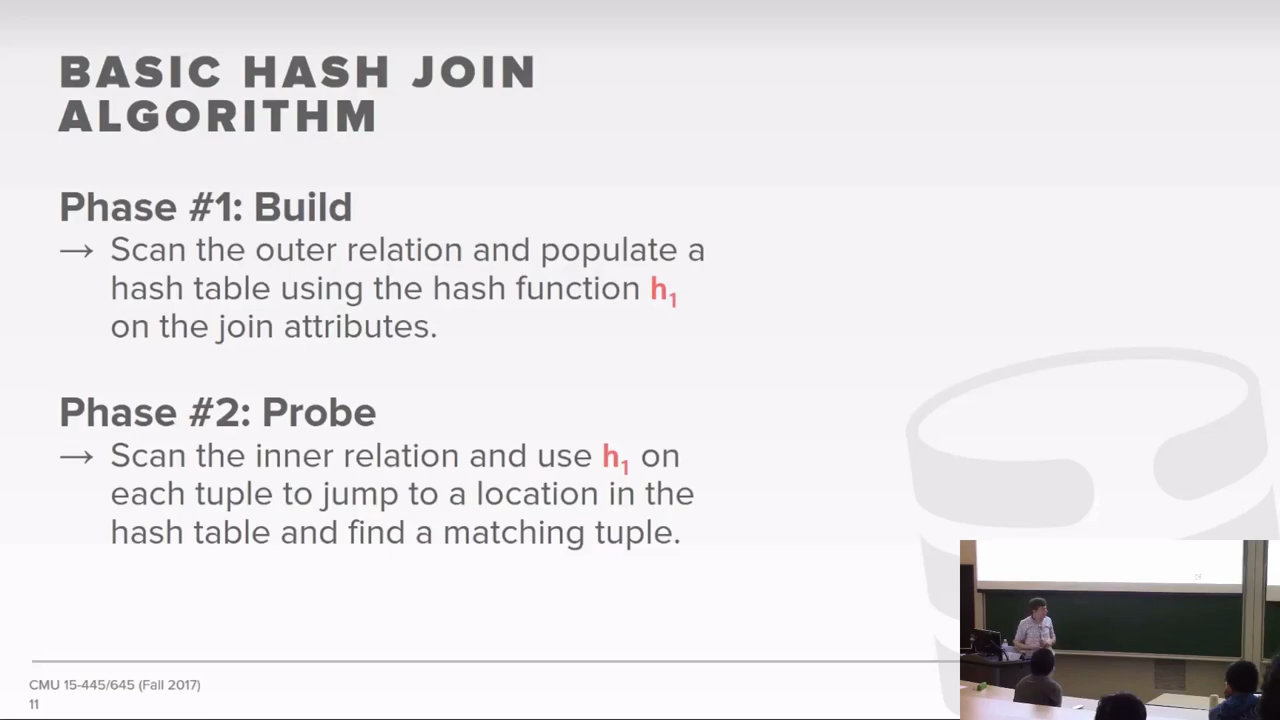 BASIC HASH JOIN
ALGORITHM
Phase #1: Build
→ Scan the outer relation and populate a
hash table using the hash function h₁
on the join attributes.
Phase #2: Probe
→ Scan the inner relation and use h₁ on
each tuple to jump to a location in the
hash table and find a matching tuple.
CMU 15-445/645 (Fall 2017)
11